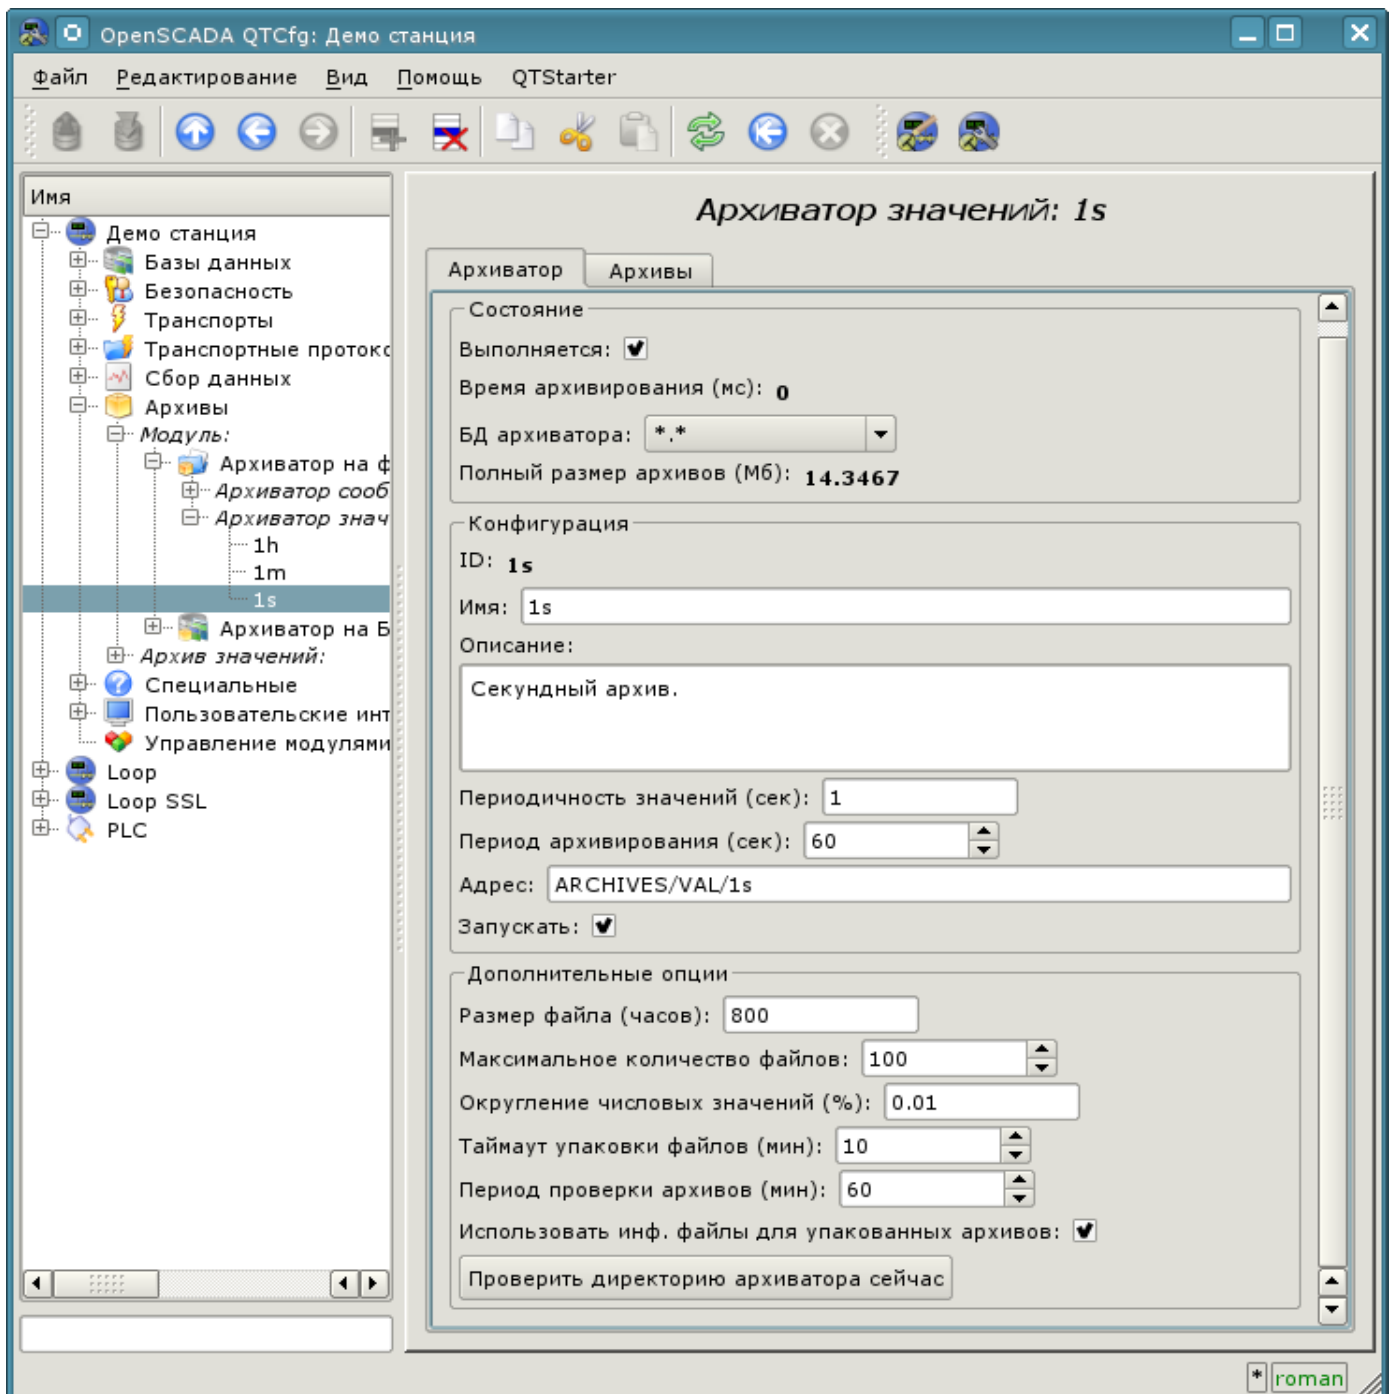 OpenSCADA QTCfg: Демо станция
Файл Редактирование Вид Помощь QTStarter
Имя
Демо станция
Базы данных
Безопасность
Транспорты
Транспортные протокс
Сбор данных
Архивы
Модуль:
Архиватор на ф
Архиватор сооб
Архиватор знач
1h
1m
1s
Архиватор на Б
Архив значений:
Специальные
Пользовательские инт
Управление модулями
Loop
Loop SSL
PLC
Архиватор значений: 1s
Архиватор Архивы
Состояние
Выполняется:
Время архивирования (мс): 0
БД архиватора: *.*
Полный размер архивов (Мб): 14.3467
Конфигурация
ID: 1s
Имя: 1s
Описание:
Секундный архив.
Периодичность значений (сек): 1
Период архивирования (сек): 60
Адрес: ARCHIVES/VAL/1s
Запускать:
Дополнительные опции
Размер файла (часов): 800
Максимальное количество файлов: 100
Округление числовых значений (%): 0.01
Таймаут упаковки файлов (мин): 10
Период проверки архивов (мин): 60
Использовать инф. файлы для упакованных архивов:
Проверить директорию архиватора сейчас
* roman